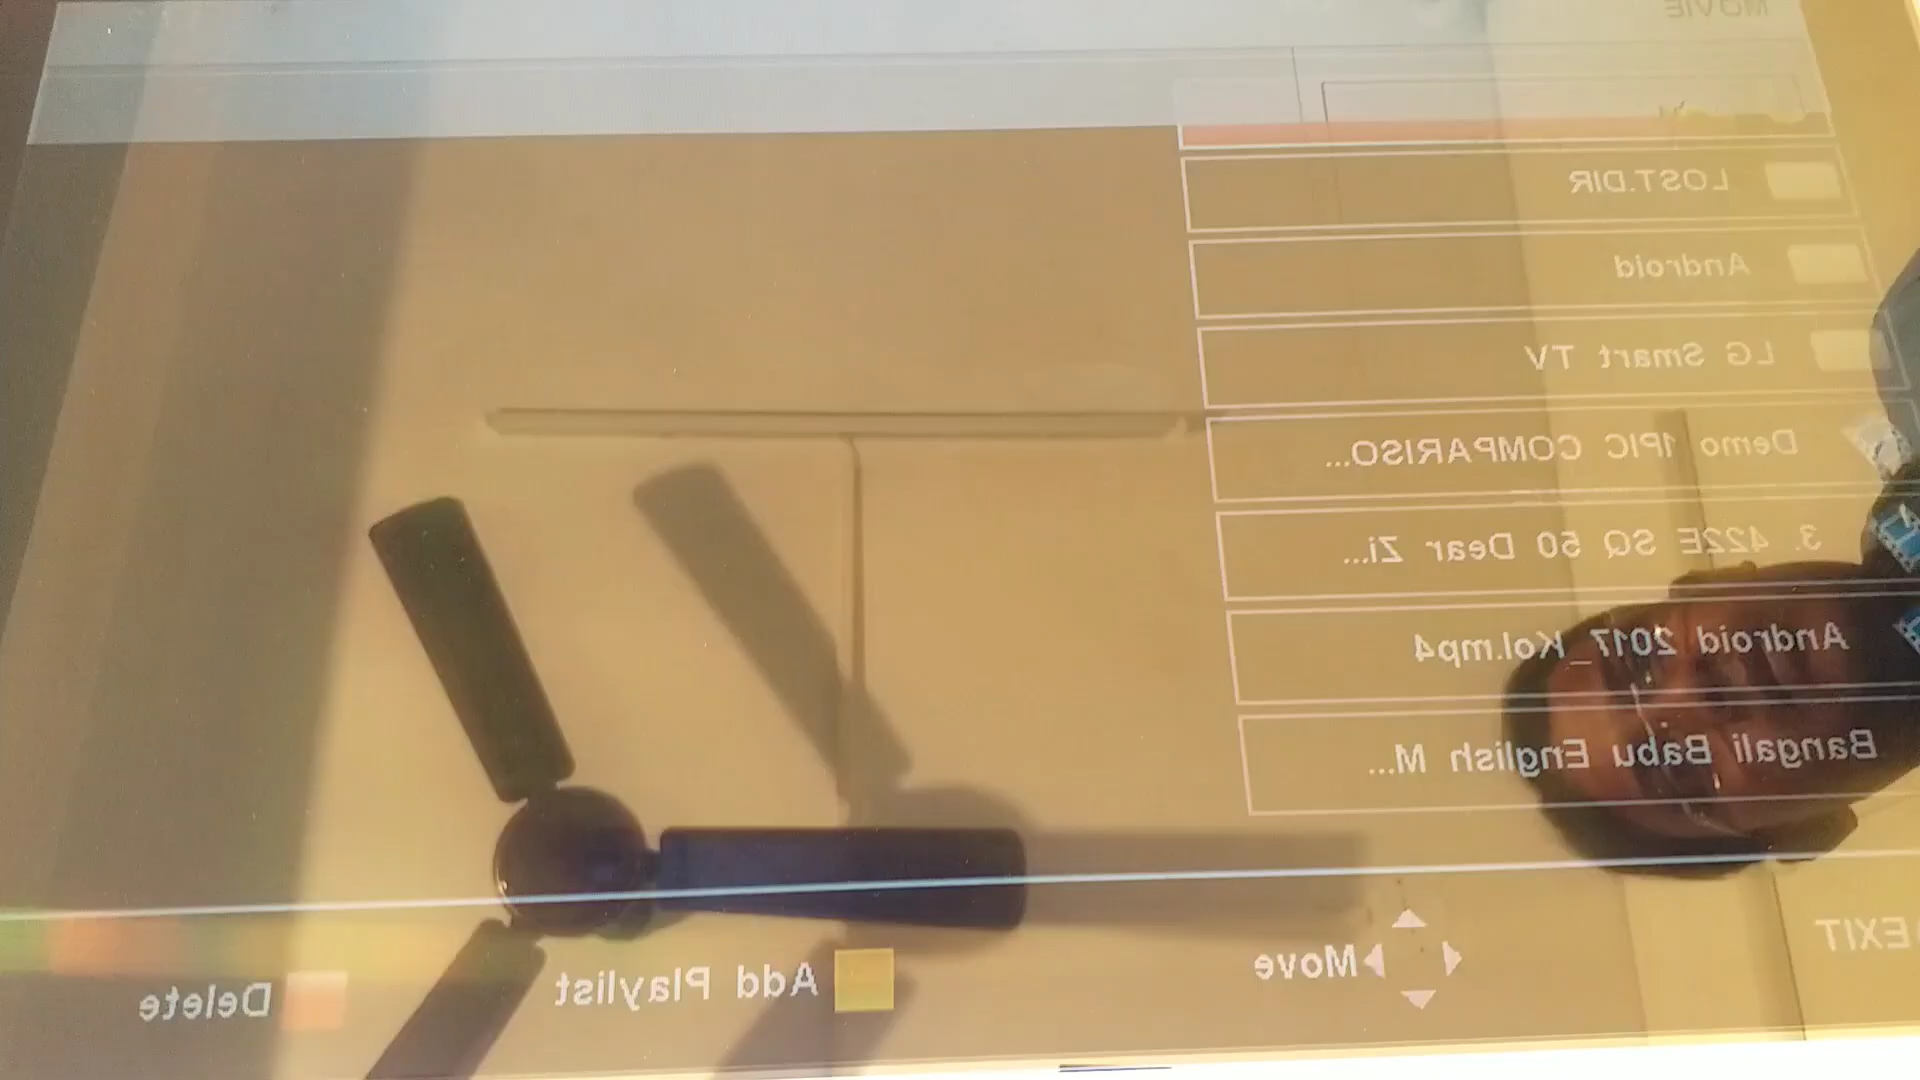 MOVIE
LOST.DIR
Android
LG Smart TV
Demo 1PIC COMPARISO...
3. 422E SQ 50 Dear Zi...
Android 2017_Kol.mp4
Bangali Babu English M...
EXIT
Move
Add Playlist
Delete